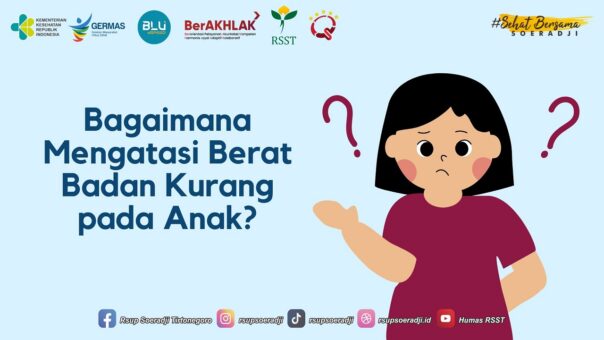 KEMENTERIAN
KESEHATAN
REPUBLIK
INDONESIA
GERMAS
BLU
BerAKHLAK
RSST
#Sehat Bersama
SOERADJI
Bagaimana
Mengatasi Berat
Badan Kurang
pada Anak?
Rsup Soeradji Tirtonegoro
rsupsoeradji
rsupsoeradji
rsupsoeradji.id
Humas RSST